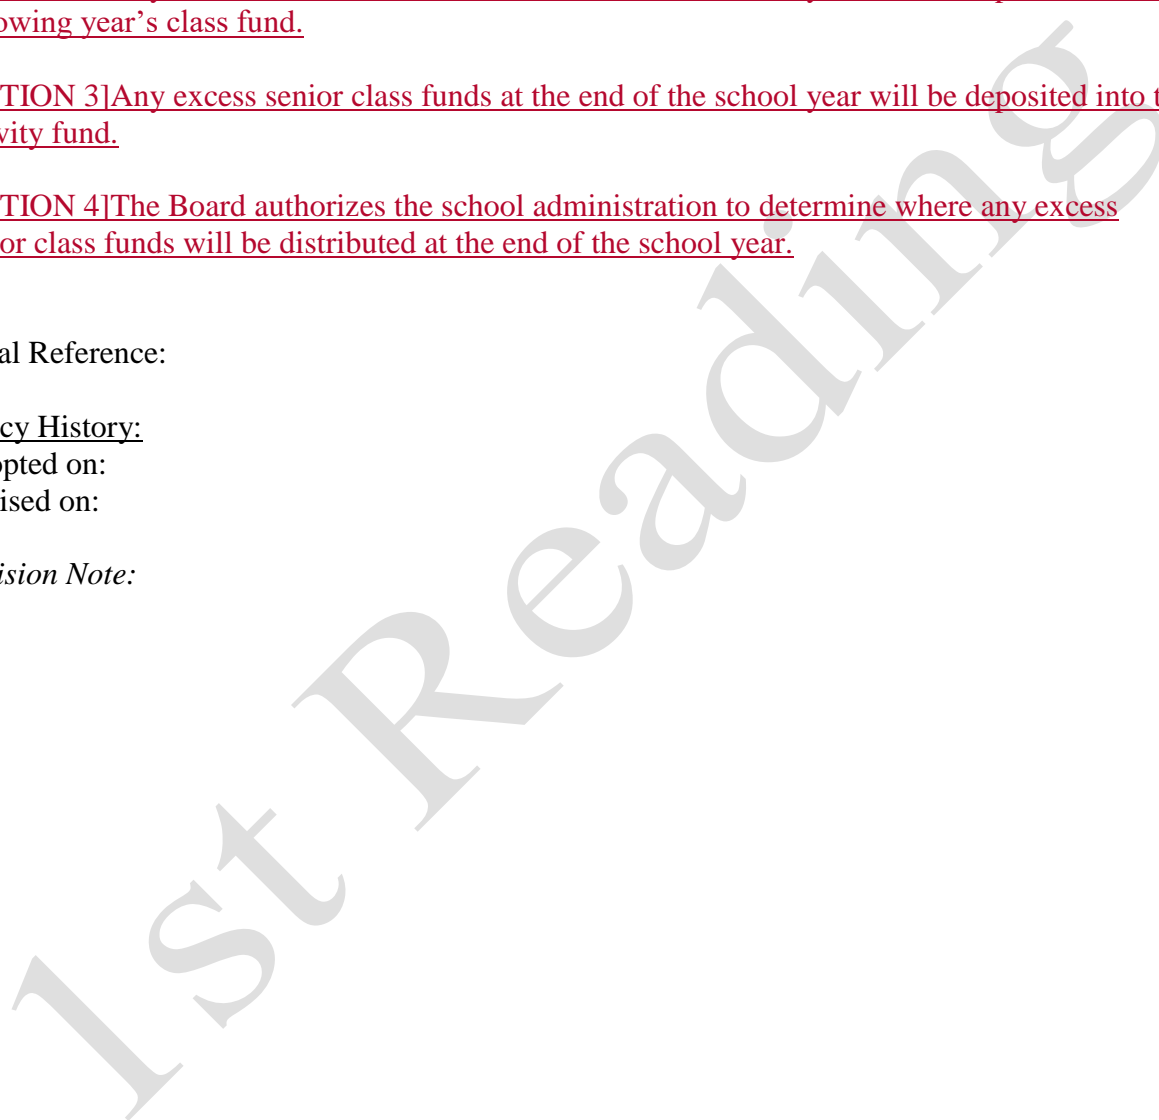 owing year’s class fund.
TION 3]Any excess senior class funds at the end of the school year will be deposited into t
vity fund.
TION 4]The Board authorizes the school administration to determine where any excess
or class funds will be distributed at the end of the school year.
al Reference:
cy History:
opted on:
ised on:
ision Note:
1st Reading